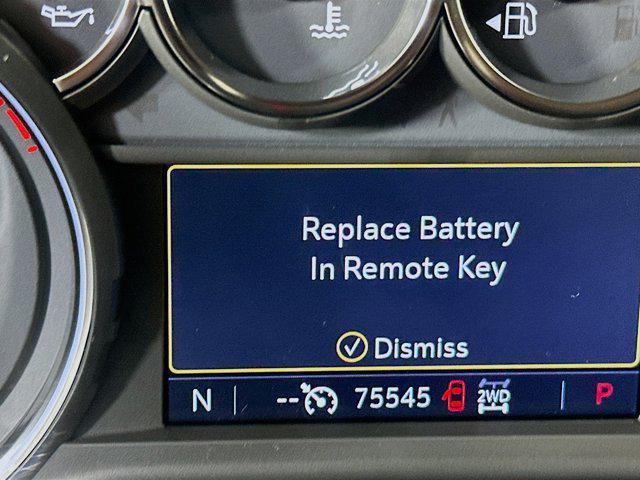 Replace Battery
In Remote Key
Dismiss
N -- 75545 2WD P